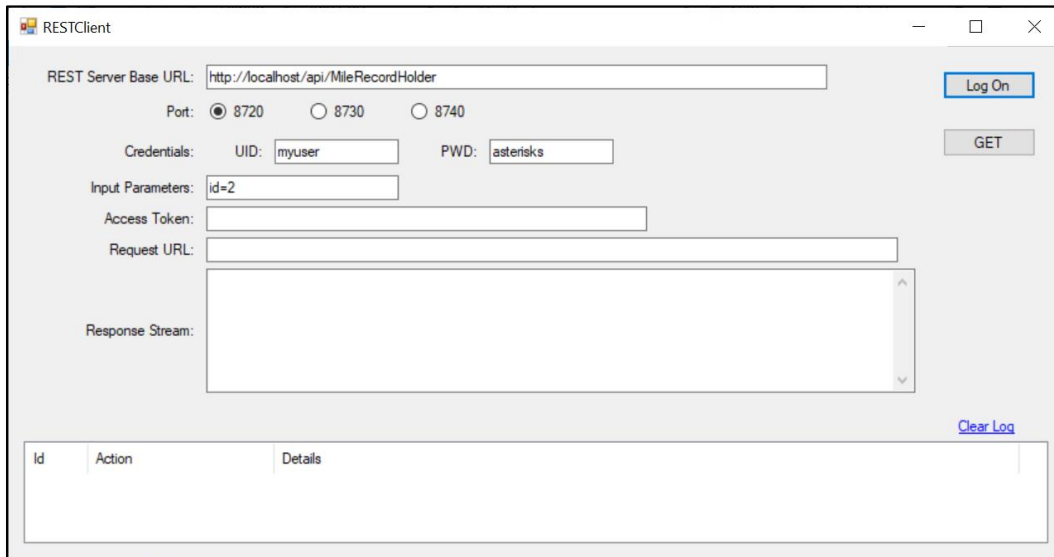 RESTClient
REST Server Base URL: http://localhost/api/MileRecordHolder
Log On
Port: 8720 8730 8740
GET
Credentials: UID: myuser PWD: asterisks
Input Parameters: id=2
Access Token:
Request URL:
Response Stream:
Clear Log
Id Action Details